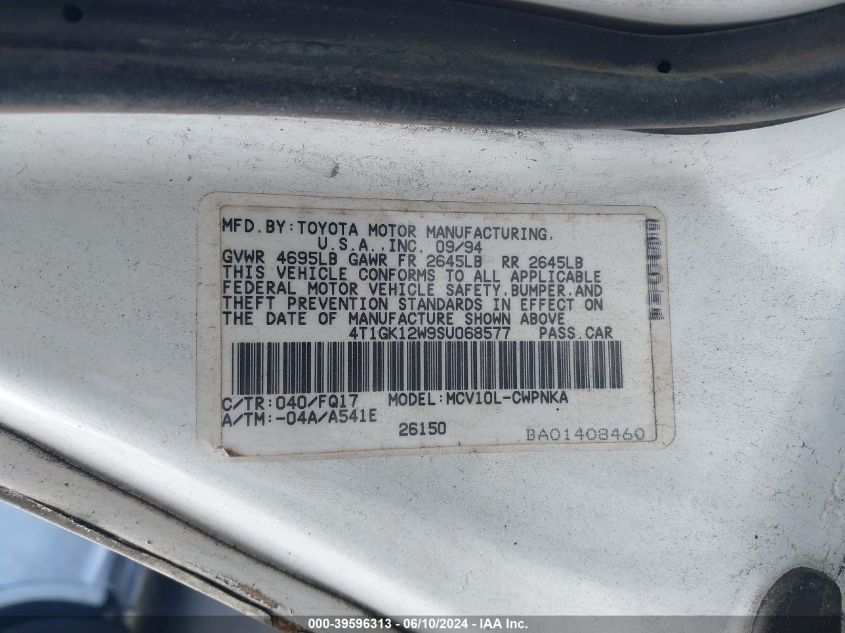 MFD.BY:TOYOTA MOTOR MANUFACTURING,
U.S.A.,INC. 09/94
GVWR 4695LB GAWR FR 2645LB RR 2645LB
THIS VEHICLE CONFORMS TO ALL APPLICABLE
FEDERAL MOTOR VEHICLE SAFETY,BUMPER,AND
THEFT PREVENTION STANDARDS IN EFFECT ON
THE DATE OF MANUFACTURE SHOWN ABOVE
4T1GK12W9SU068577 PASS.CAR
C/TR:040/FQ17 MODEL:MCV10L-CWPNKA
A/TM:-04A/A541E
26150 BA01408460
000-39596313 - 06/10/2024 - IAA Inc.